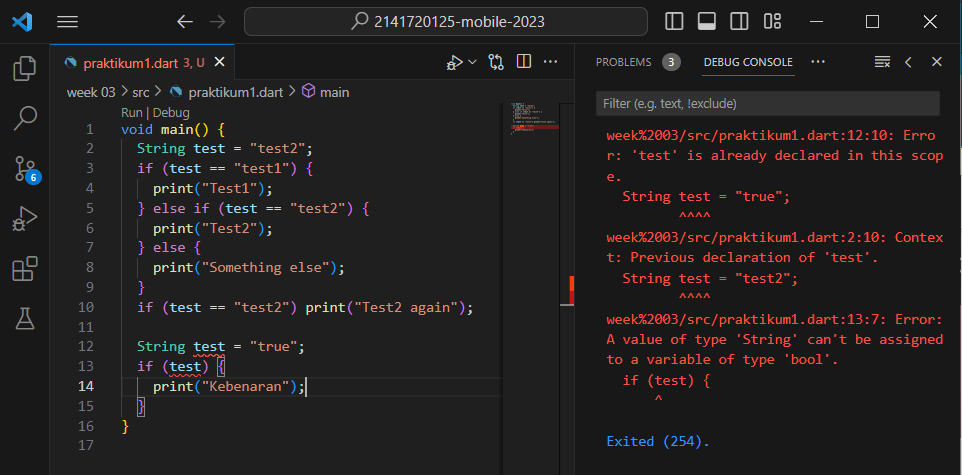 2141720125-mobile-2023
praktikum1.dart 3, U
week 03 > src > praktikum1.dart > main
Run | Debug
1 void main() {
2 String test = "test2";
3 if (test == "test1") {
4 print("Test1");
5 } else if (test == "test2") {
6 print("Test2");
7 } else {
8 print("Something else");
9 }
10 if (test == "test2") print("Test2 again");
11
12 String test = "true";
13 if (test) {
14 print("Kebenaran");
15 }
16 }
17
6
PROBLEMS 3 DEBUG CONSOLE
Filter (e.g. text, !exclude)
week%2003/src/praktikum1.dart:12:10: Erro
r: 'test' is already declared in this scop
e.
String test = "true";
^^^^
week%2003/src/praktikum1.dart:2:10: Contex
t: Previous declaration of 'test'.
String test = "test2";
^^^^
week%2003/src/praktikum1.dart:13:7: Error:
A value of type 'String' can't be assigned
to a variable of type 'bool'.
if (test) {
^
Exited (254).